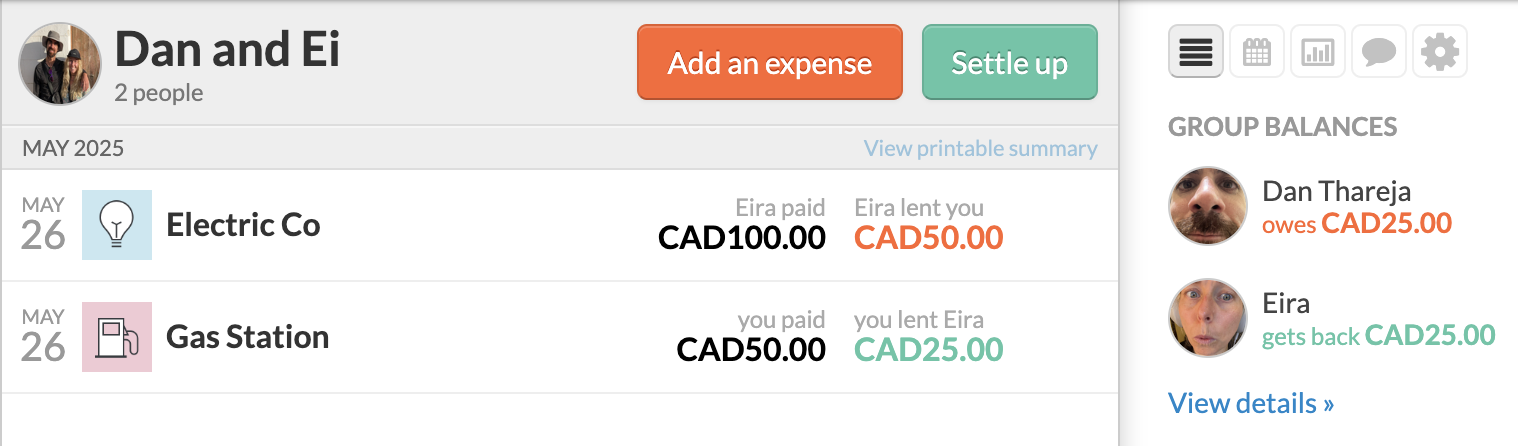 Dan and Ei
2 people
Add an expense
Settle up
MAY 2025
View printable summary
MAY
26
Electric Co
Eira paid
CAD100.00
Eira lent you
CAD50.00
MAY
26
Gas Station
you paid
CAD50.00
you lent Eira
CAD25.00
GROUP BALANCES
Dan Thareja
owes CAD25.00
Eira
gets back CAD25.00
View details »